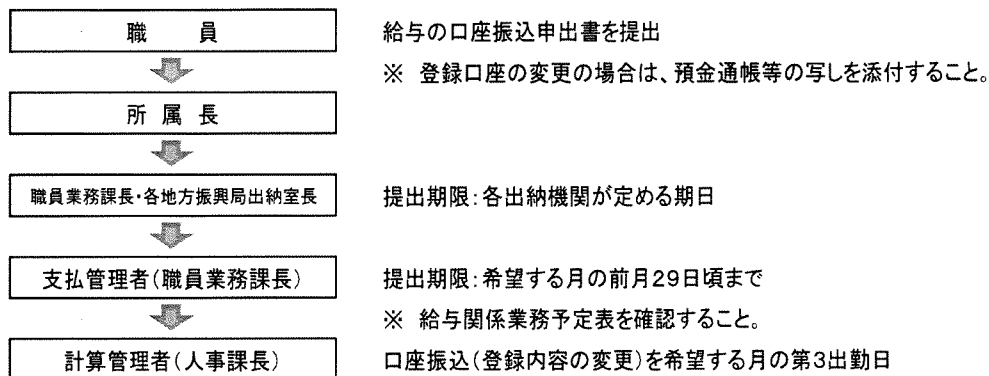 職　　員　　給与の口座振込申出書を提出
※　登録口座の変更の場合は、預金通帳等の写しを添付すること。
所　属　長
職員業務課長・各地方振興局出納室長　　提出期限：各出納機関が定める期日
支払管理者（職員業務課長）　　提出期限：希望する月の前月２９日頃まで
※　給与関係業務予定表を確認すること。
計算管理者（人事課長）　　口座振込（登録内容の変更）を希望する月の第３出勤日